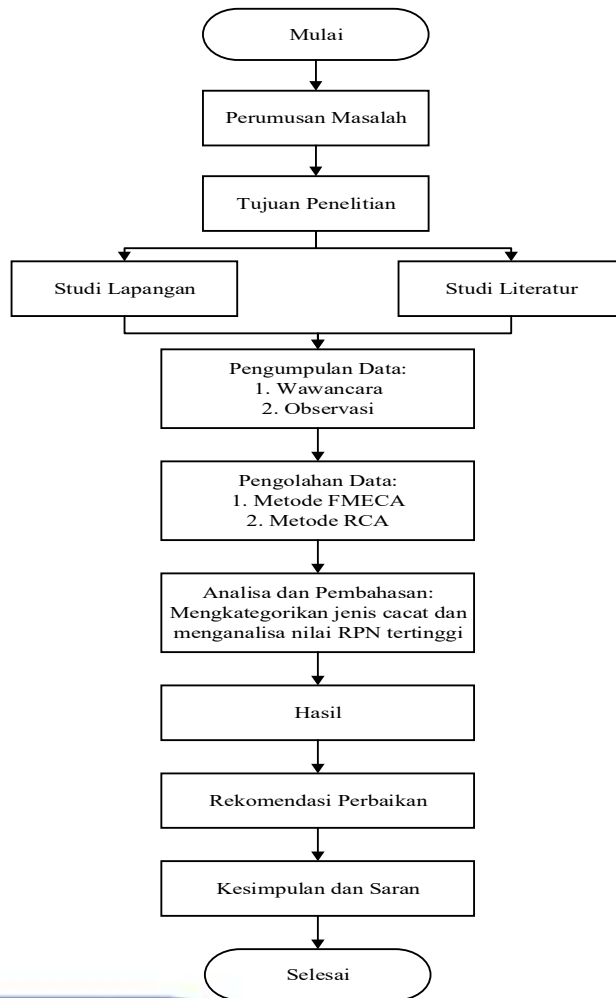 Mulai
Perumusan Masalah
Tujuan Penelitian
Studi Lapangan
Studi Literatur
Pengumpulan Data:
1. Wawancara
2. Observasi
Pengolahan Data:
1. Metode FMECA
2. Metode RCA
Analisa dan Pembahasan:
Mengkategorikan jenis cacat dan
menganalisa nilai RPN tertinggi
Hasil
Rekomendasi Perbaikan
Kesimpulan dan Saran
Selesai